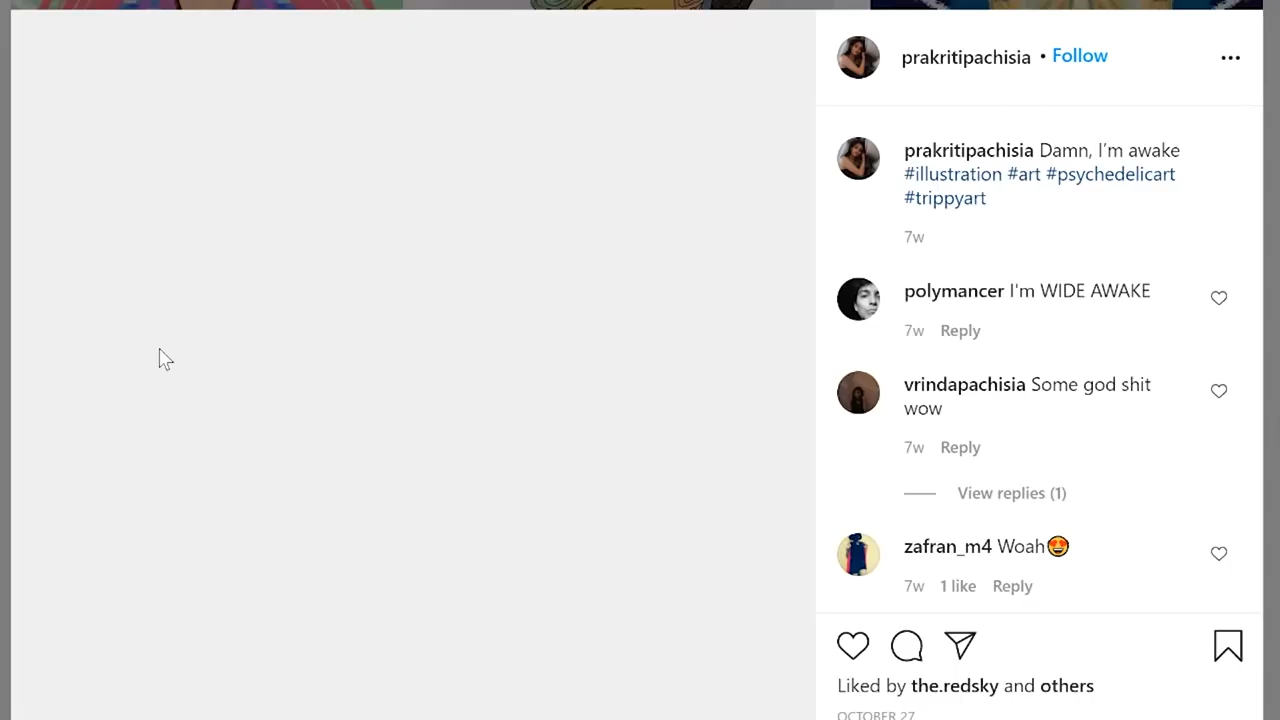 prakritipachisia • Follow
prakritipachisia Damn, I'm awake
#illustration #art #psychedelicart
#trippyart
7w
polymancer I'm WIDE AWAKE
7w Reply
vrindapachisia Some god shit
wow
7w Reply
View replies (1)
zafran_m4 Woah😍
7w 1 like Reply
Liked by the.redsky and others
OCTOBER 27